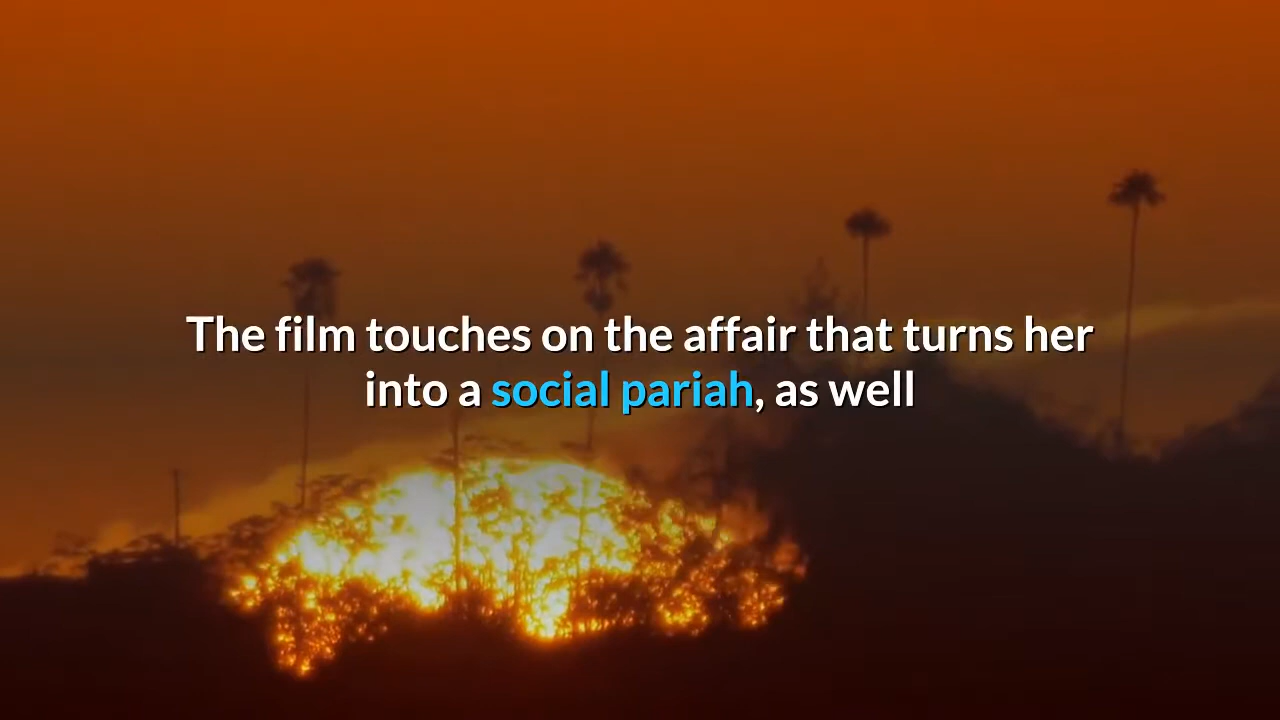 The film touches on the affair that turns her
into a social pariah, as well